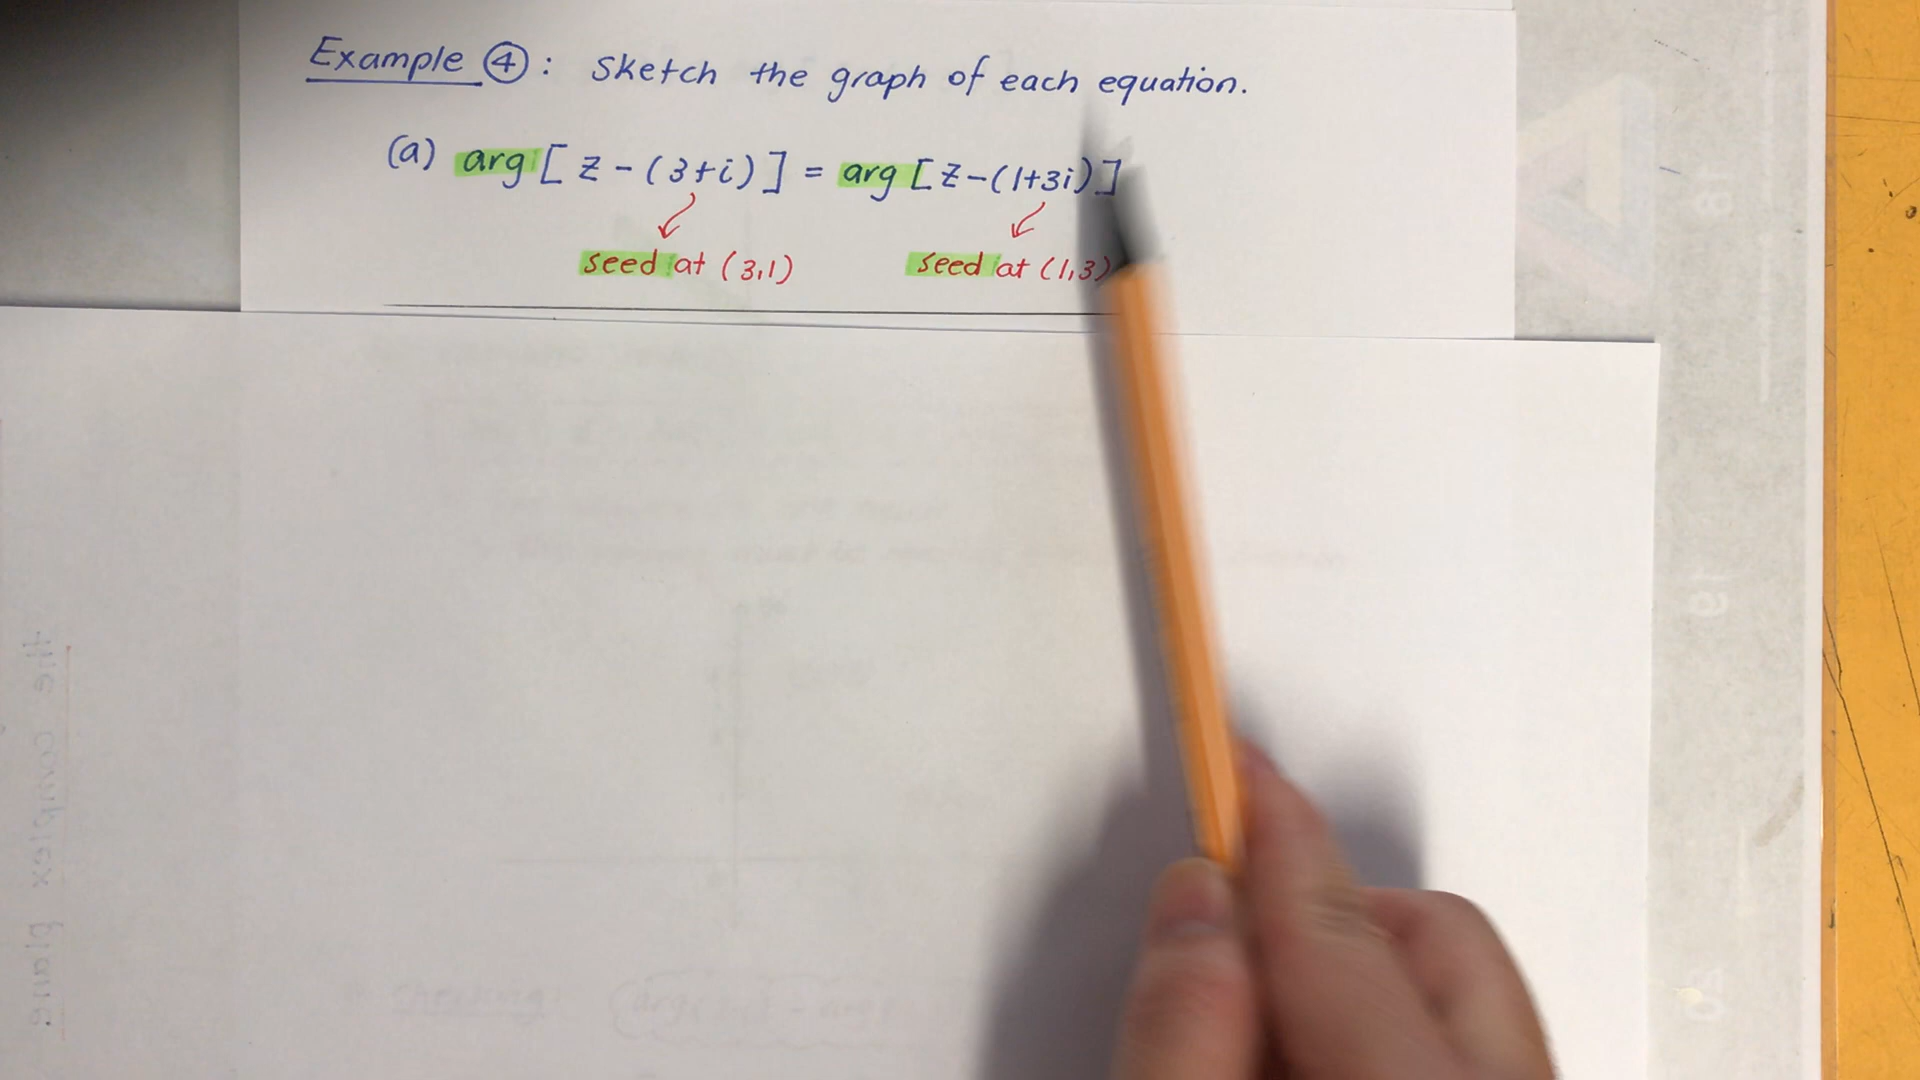 Example ④: Sketch the graph of each equation.
(a) arg [ z - (3+i) ] = arg [z-(1+3i)]
seed at (3,1) seed at (1,3)